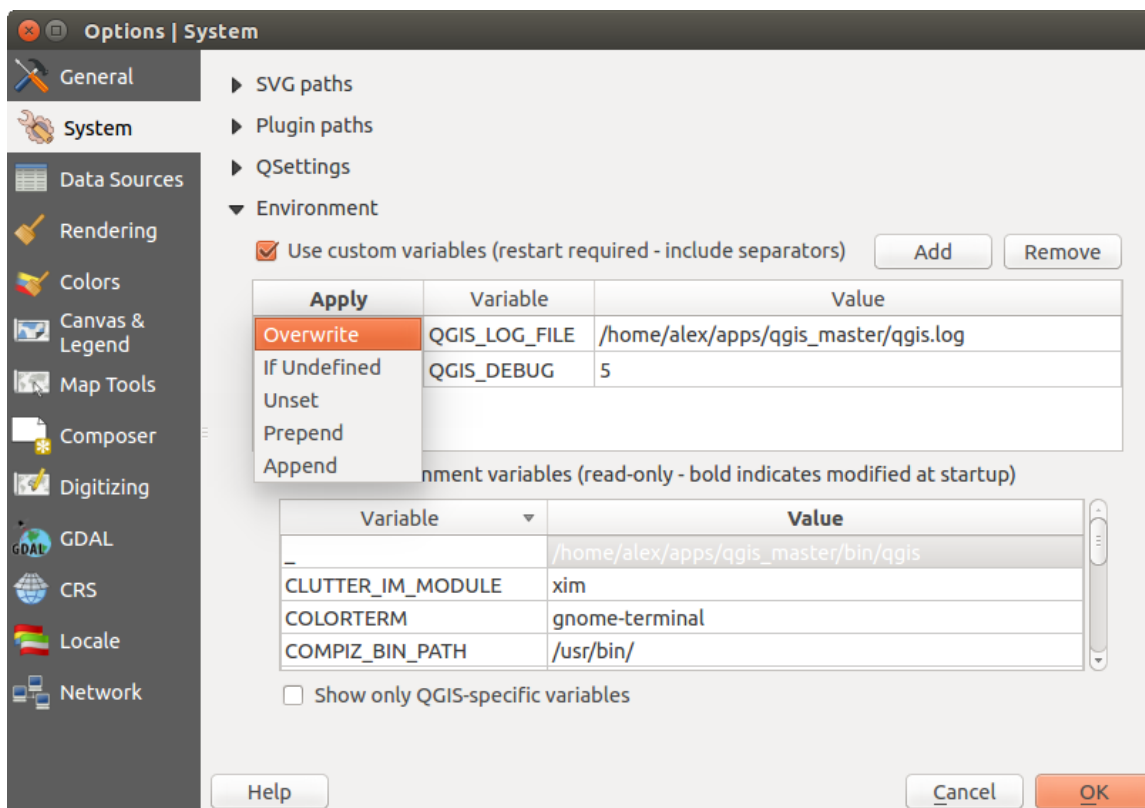 Options | System
General
System
Data Sources
Rendering
Colors
Canvas &
Legend
Map Tools
Composer
Digitizing
GDAL
CRS
Locale
Network
SVG paths
Plugin paths
QSettings
Environment
Use custom variables (restart required - include separators) Add Remove
Apply Variable Value
Overwrite QGIS_LOG_FILE /home/alex/apps/qgis_master/qgis.log
If Undefined QGIS_DEBUG 5
Unset
Prepend
Append
nment variables (read-only - bold indicates modified at startup)
Variable Value
_ /home/alex/apps/qgis_master/bin/qgis
CLUTTER_IM_MODULE xim
COLORTERM gnome-terminal
COMPIZ_BIN_PATH /usr/bin/
Show only QGIS-specific variables
Help Cancel OK